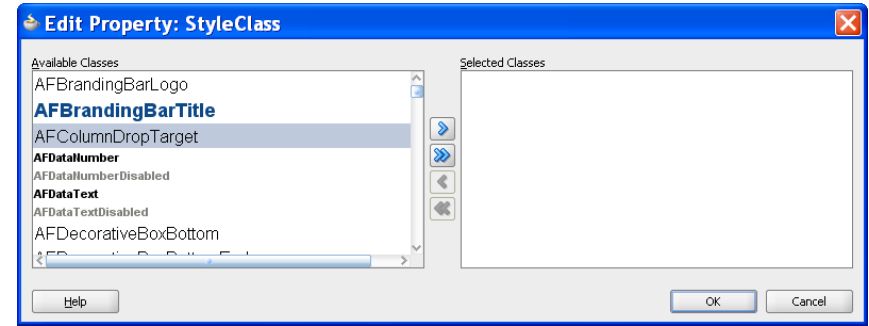 Edit Property: StyleClass
Available Classes
Selected Classes
AFBrandingBarLogo
AFBrandingBarTitle
AFColumnDropTarget
AFDataNumber
AFDataNumberDisabled
AFDataText
AFDataTextDisabled
AFDecorativeBoxBottom
Help
OK
Cancel